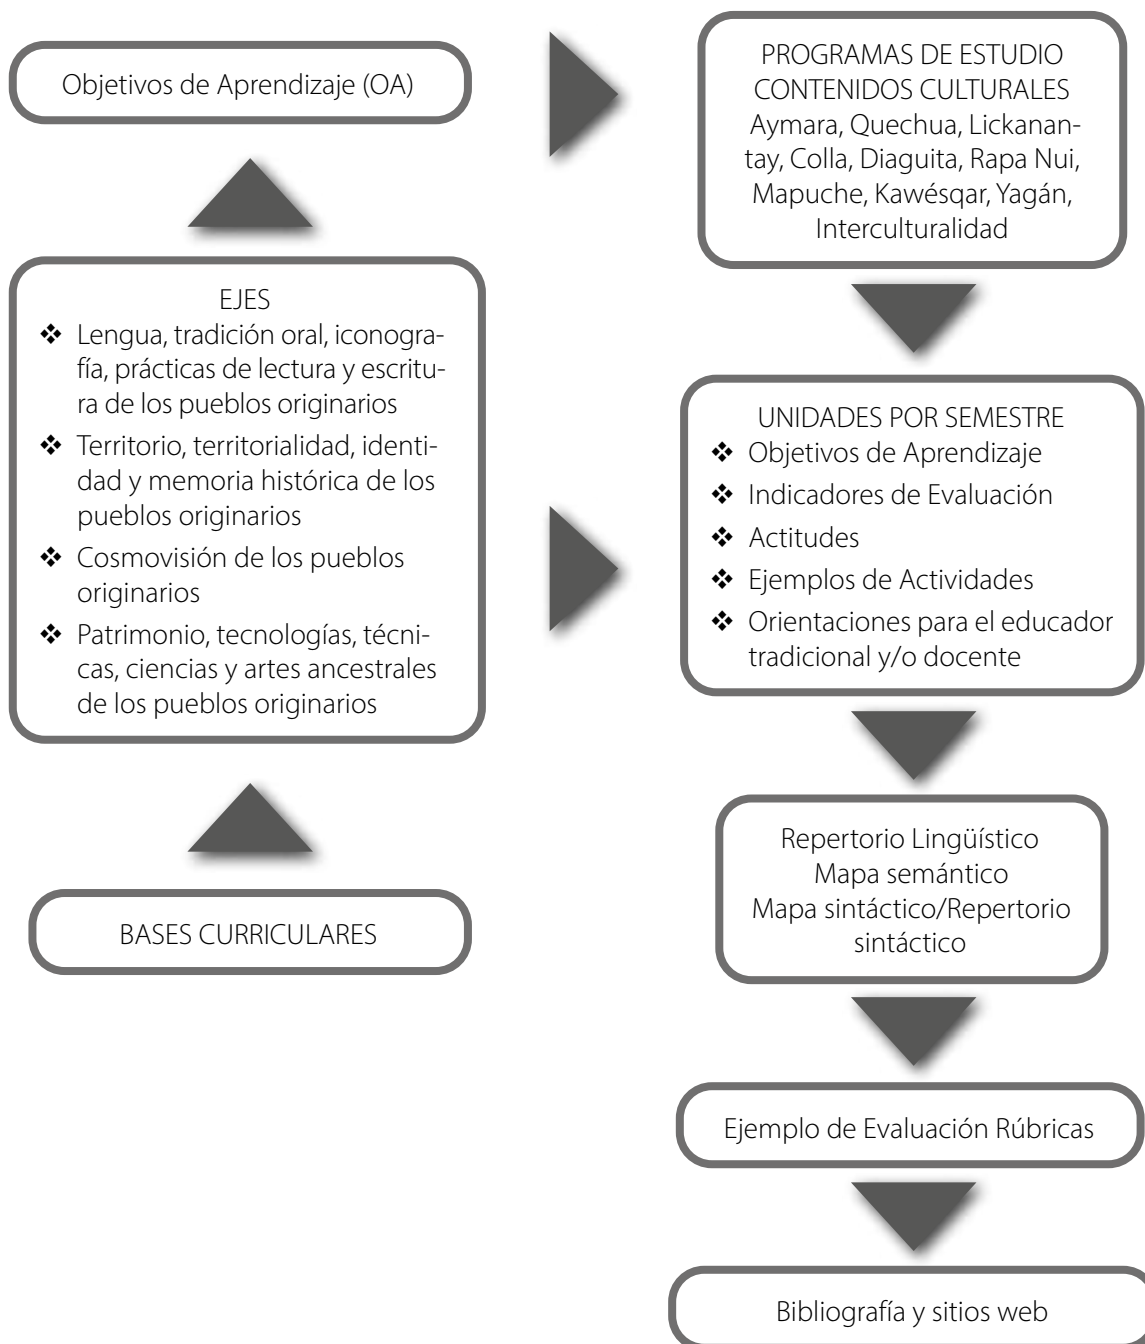 Objetivos de Aprendizaje (OA)
EJES
❖ Lengua, tradición oral, iconogra-
fía, prácticas de lectura y escritu-
ra de los pueblos originarios
❖ Territorio, territorialidad, identi-
dad y memoria histórica de los
pueblos originarios
❖ Cosmovisión de los pueblos
originarios
❖ Patrimonio, tecnologías, técni-
cas, ciencias y artes ancestrales
de los pueblos originarios
BASES CURRICULARES
PROGRAMAS DE ESTUDIO
CONTENIDOS CULTURALES
Aymara, Quechua, Lickanan-
tay, Colla, Diaguita, Rapa Nui,
Mapuche, Kawésqar, Yagán,
Interculturalidad
UNIDADES POR SEMESTRE
❖ Objetivos de Aprendizaje
❖ Indicadores de Evaluación
❖ Actitudes
❖ Ejemplos de Actividades
❖ Orientaciones para el educador
tradicional y/o docente
Repertorio Lingüístico
Mapa semántico
Mapa sintáctico/Repertorio
sintáctico
Ejemplo de Evaluación Rúbricas
Bibliografía y sitios web